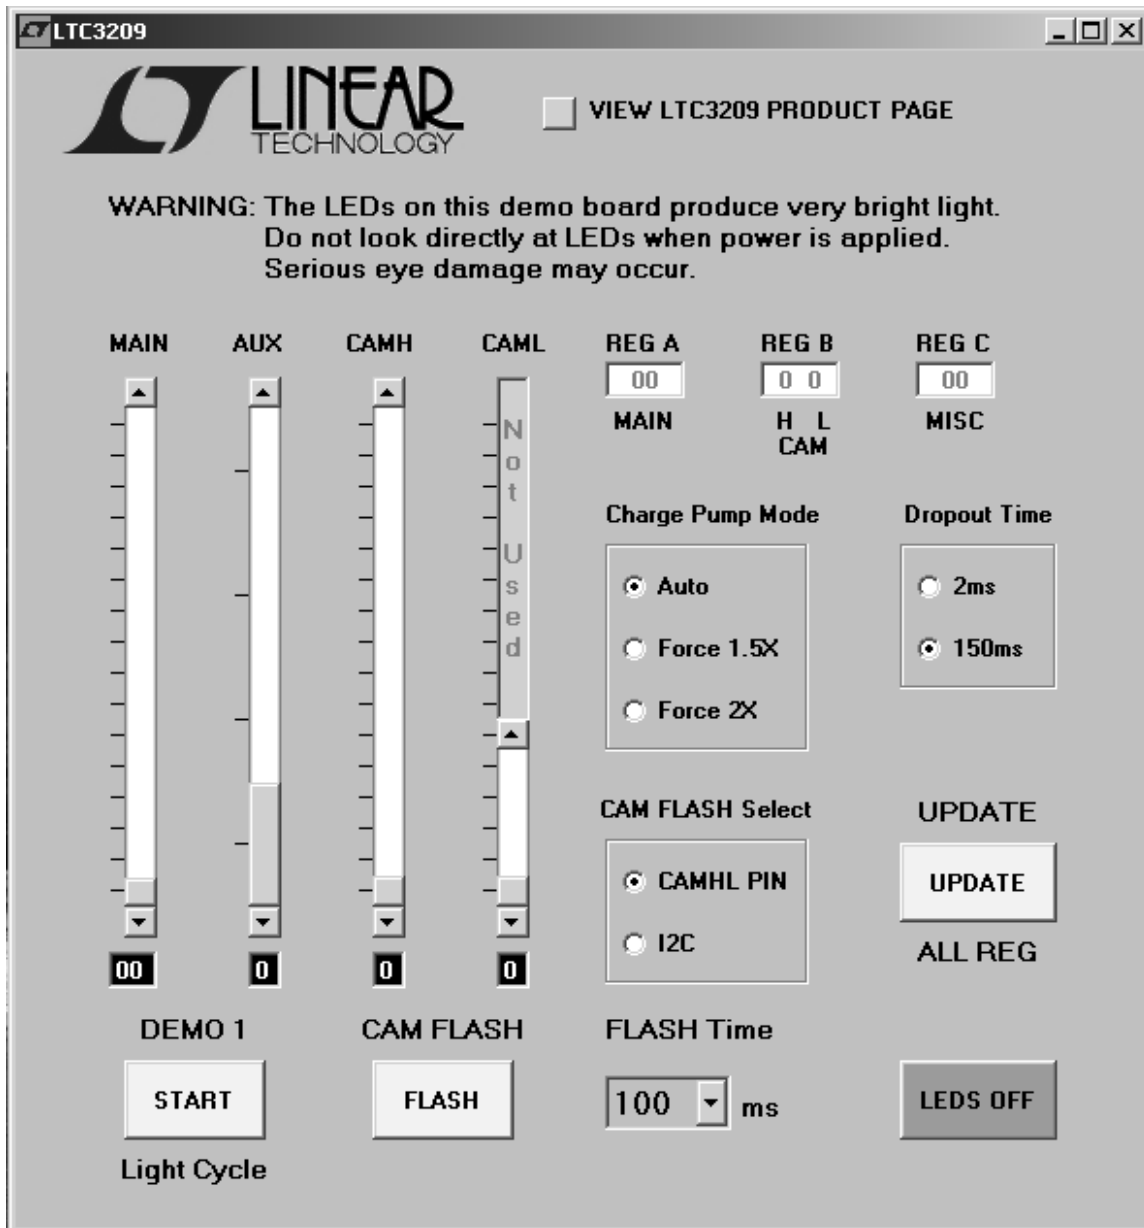 LTC3209
LINEAR
TECHNOLOGY
VIEW LTC3209 PRODUCT PAGE
WARNING: The LEDs on this demo board produce very bright light.
Do not look directly at LEDs when power is applied.
Serious eye damage may occur.
MAIN AUX CAMH CAML REG A REG B REG C
00 0 0 00
MAIN H L MISC
CAM
Not Used
Charge Pump Mode Dropout Time
Auto 2ms
Force 1.5X 150ms
Force 2X
CAM FLASH Select UPDATE
CAMHL PIN UPDATE
I2C ALL REG
00 0 0 0
DEMO 1 CAM FLASH FLASH Time
START FLASH 100 ms LEDS OFF
Light Cycle